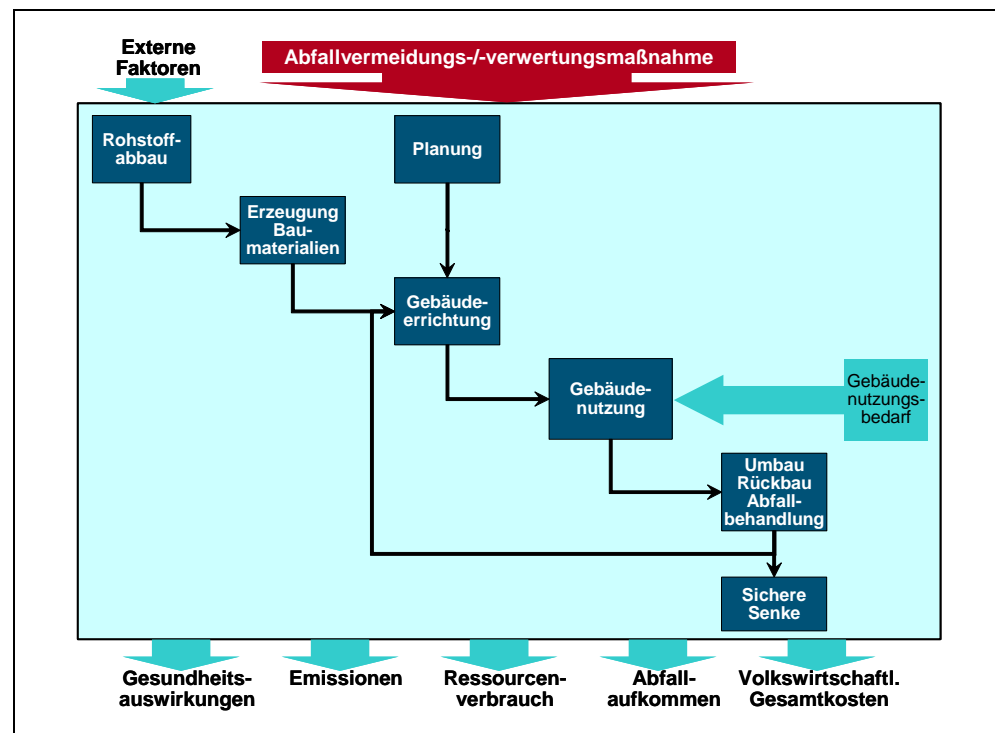 Externe
Faktoren
Abfallvermeidungs-/-verwertungsmaßnahme
Rohstoff-
abbau
Planung
Erzeugung
Bau-
materialien
Gebäude-
errichtung
Gebäude-
nutzung
Gebäude-
nutzungs-
bedarf
Umbau
Rückbau
Abfall-
behandlung
Sichere
Senke
Gesundheits-
auswirkungen
Emissionen
Ressourcen-
verbrauch
Abfall-
aufkommen
Volkswirtschaftl.
Gesamtkosten